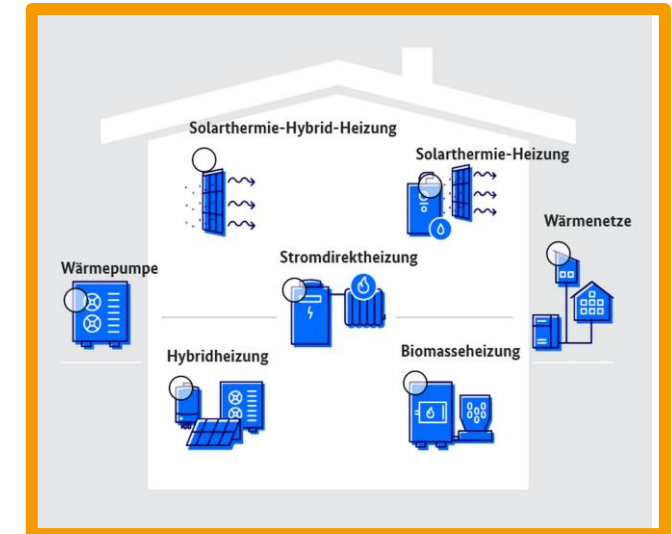 Solarthermie-Hybrid-Heizung
Solarthermie-Heizung
Wärmenetze
Stromdirektheizung
Wärmepumpe
Hybridheizung
Biomasseheizung